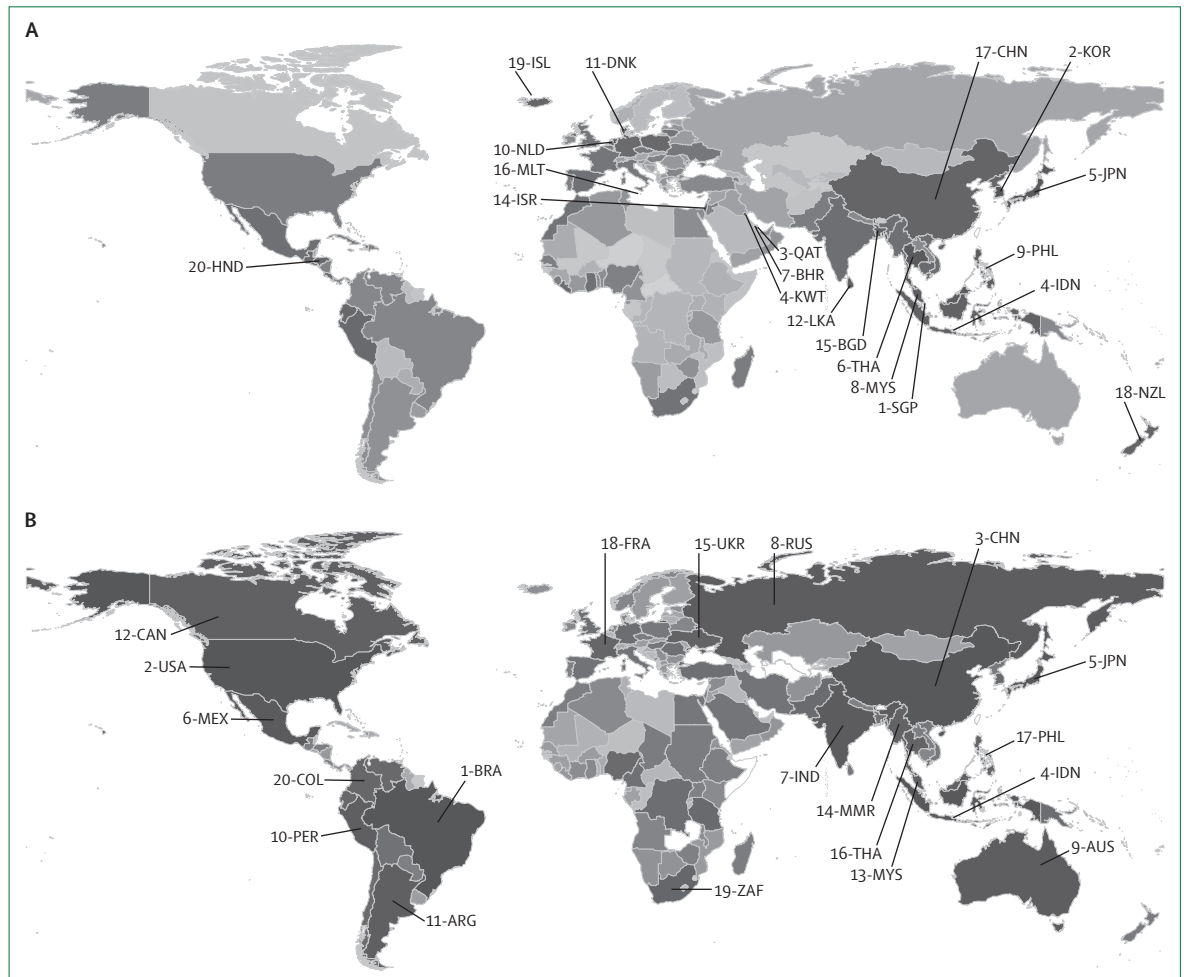 A
19-ISL
11-DNK
17-CHN
2-KOR
10-NLD
16-MLT
14-ISR
5-JPN
20-HND
3-QAT
7-BHR
4-KWT
12-LKA
9-PHL
4-IDN
15-BGD
6-THA
8-MYS
1-SGP
18-NZL
B
18-FRA
15-UKR
8-RUS
3-CHN
12-CAN
2-USA
5-JPN
6-MEX
17-PHL
20-COL
1-BRA
7-IND
4-IDN
14-MMR
10-PER
16-THA
9-AUS
13-MYS
19-ZAF
11-ARG